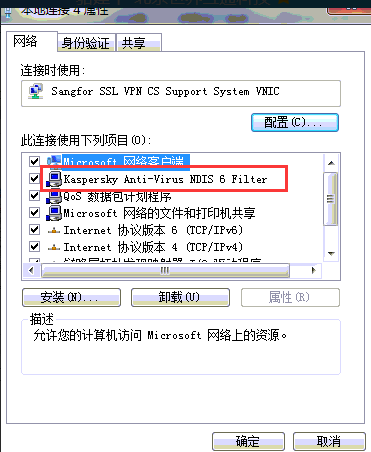 本地连接 4 属性
网络
身份验证
共享
连接时使用:
Sangfor SSL VPN CS Support System VNIC
配置(C)...
此连接使用下列项目(O):
Microsoft 网络客户端
Kaspersky Anti-Virus NDIS 6 Filter
QoS 数据包计划程序
Microsoft 网络的文件和打印机共享
Internet 协议版本 6 (TCP/IPv6)
Internet 协议版本 4 (TCP/IPv4)
安装(N)...
卸载(U)
属性(R)
描述
允许您的计算机访问 Microsoft 网络上的资源。
确定
取消